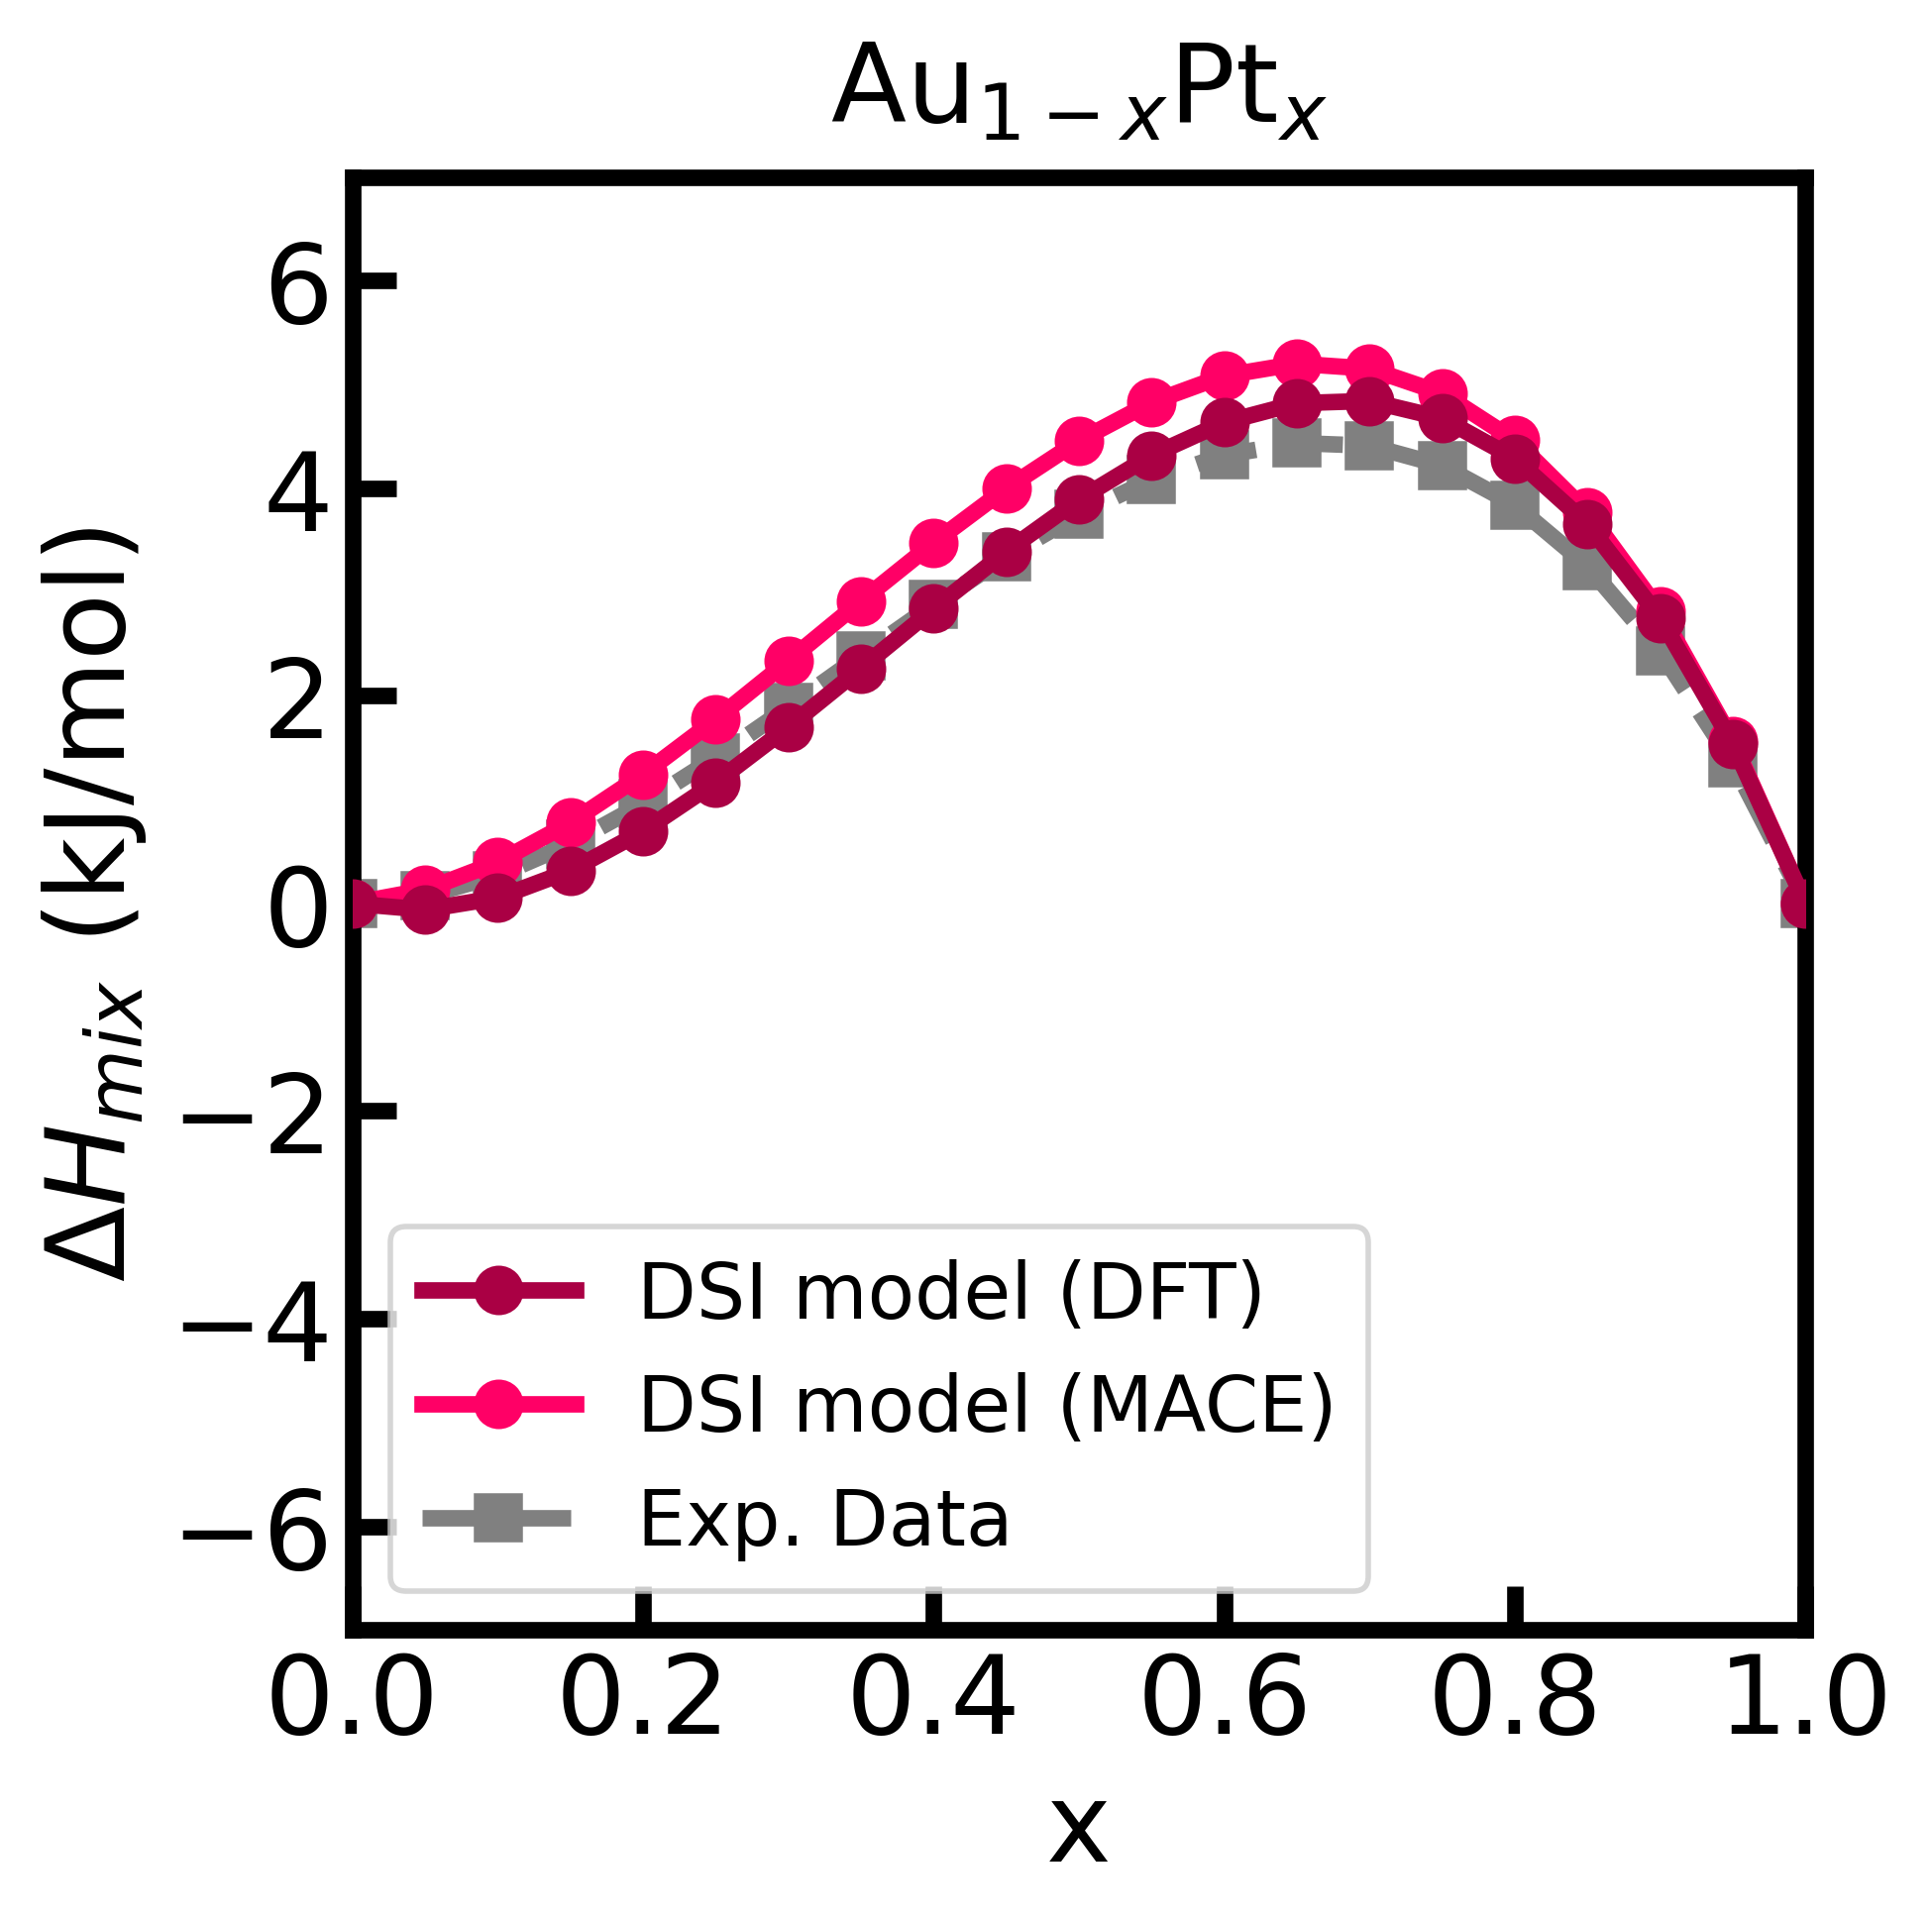 Au₁₋ₓPtₓ
ΔH_mix (kJ/mol)
6
4
2
0
−2
−4
−6
DSI model (DFT)
DSI model (MACE)
Exp. Data
0.0 0.2 0.4 0.6 0.8 1.0
x